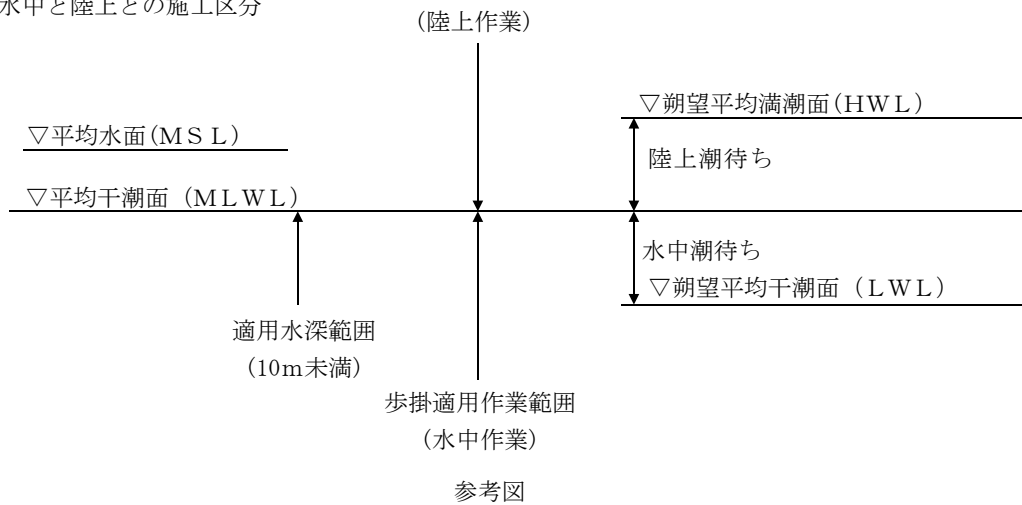 水中と陸上との施工区分
(陸上作業)
▽朔望平均満潮面(HWL)
▽平均水面(MSL)
陸上潮待ち
▽平均干潮面(MLWL)
水中潮待ち
▽朔望平均干潮面(LWL)
適用水深範囲
(10m未満)
歩掛適用作業範囲
(水中作業)
参考図